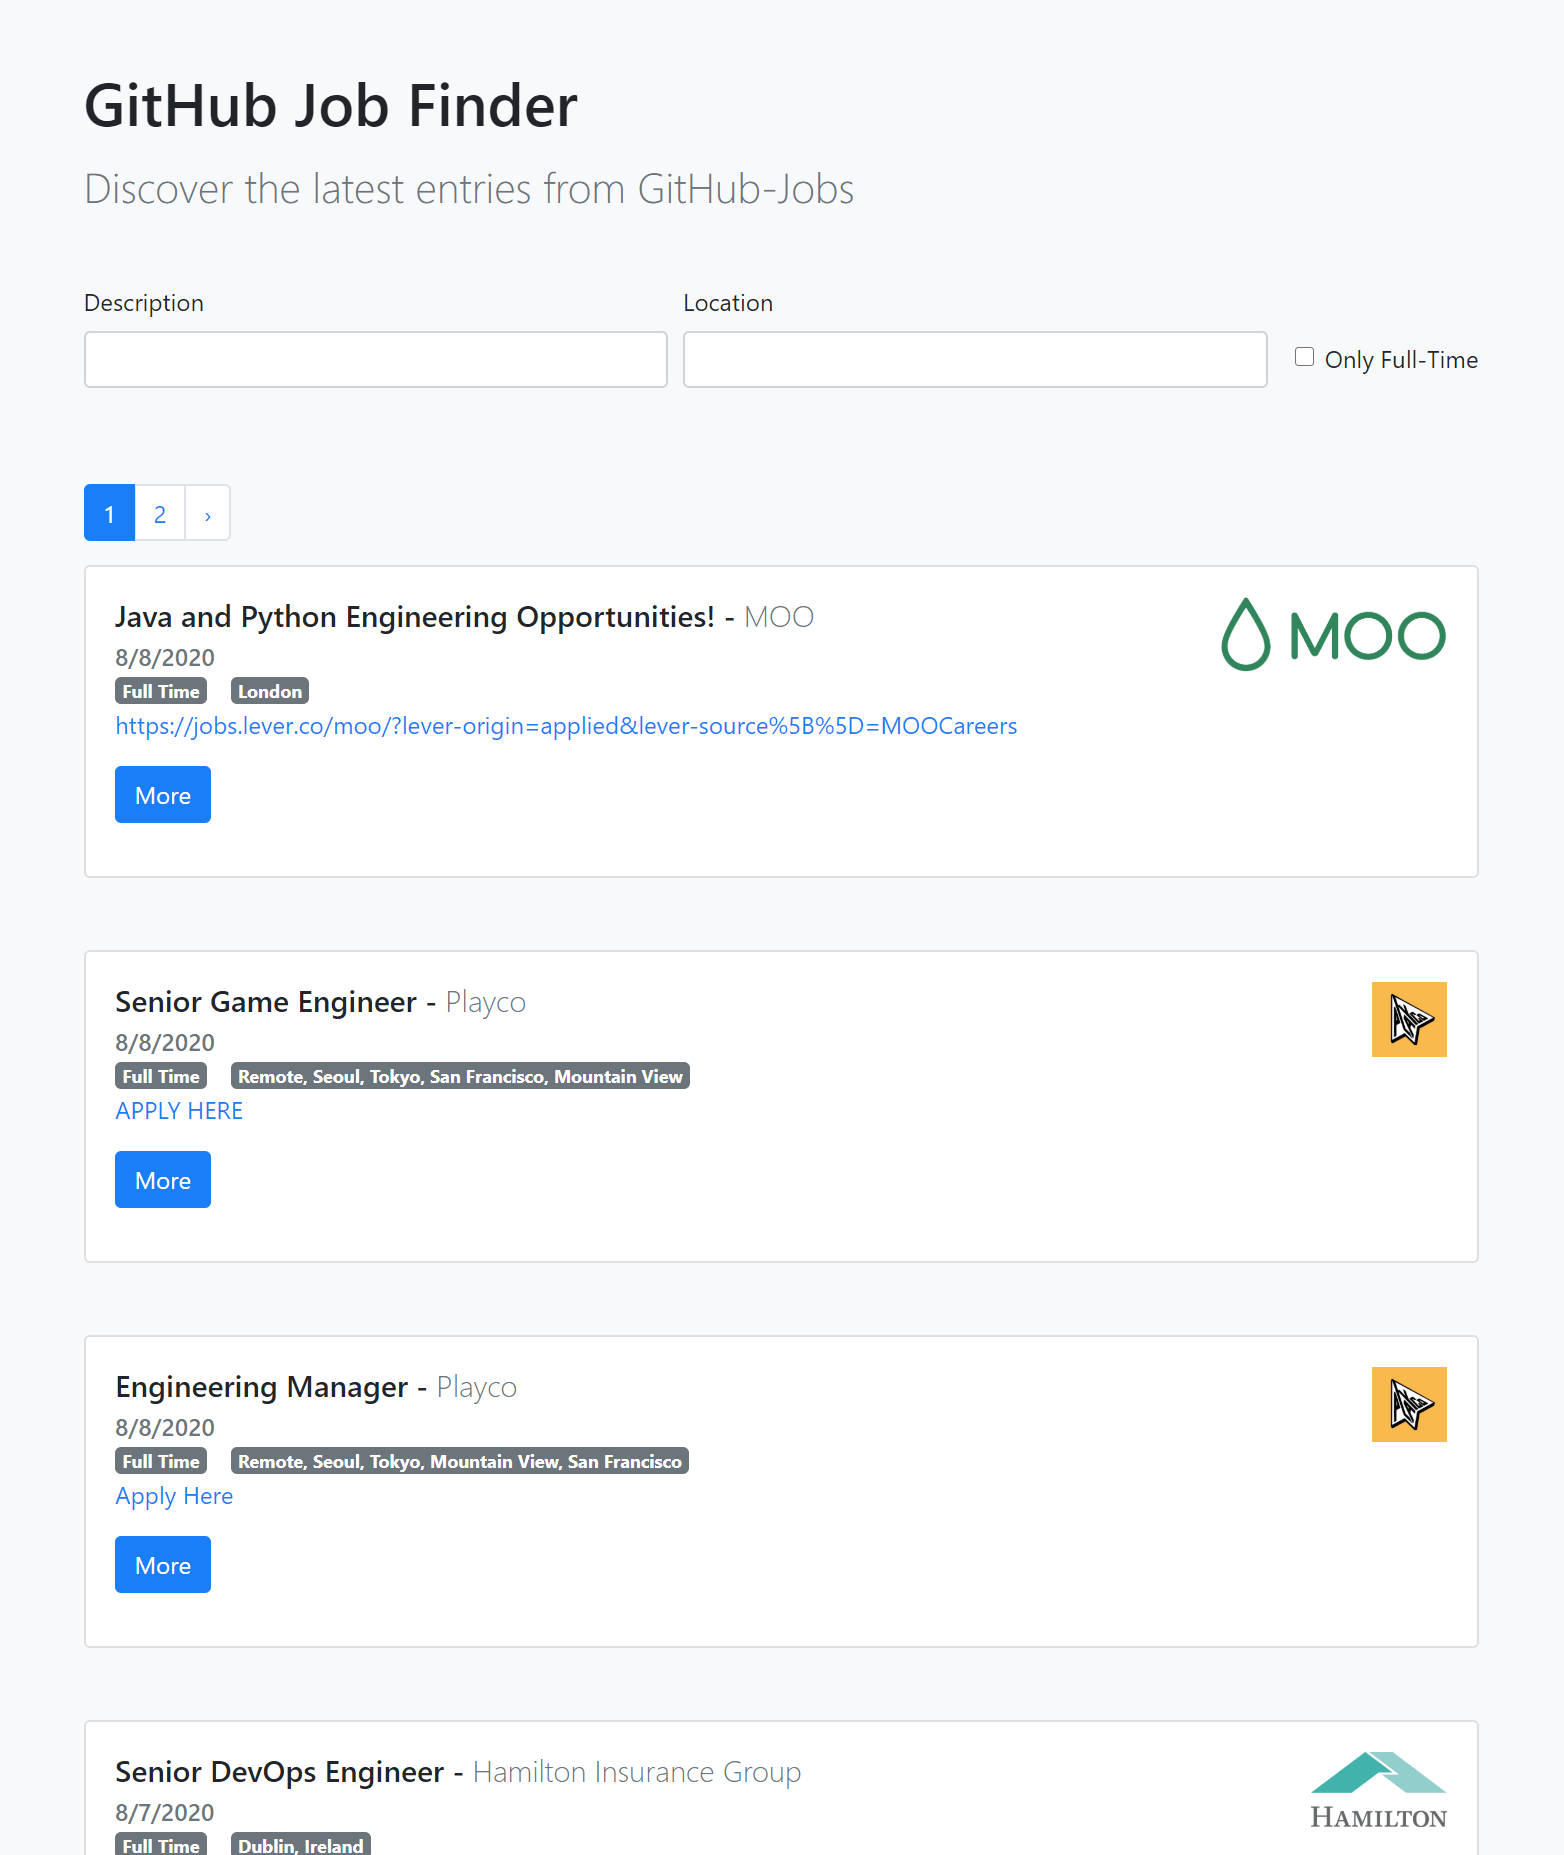 GitHub Job Finder
Discover the latest entries from GitHub-Jobs
Description
Location
Only Full-Time
1 2 ›
Java and Python Engineering Opportunities! - MOO
MOO
8/8/2020
Full Time London
https://jobs.lever.co/moo/?lever-origin=applied&lever-source%5B%5D=MOOCareers
More
Senior Game Engineer - Playco
8/8/2020
Full Time Remote, Seoul, Tokyo, San Francisco, Mountain View
APPLY HERE
More
Engineering Manager - Playco
8/8/2020
Full Time Remote, Seoul, Tokyo, Mountain View, San Francisco
Apply Here
More
Senior DevOps Engineer - Hamilton Insurance Group
8/7/2020
HAMILTON
Full Time Dublin, Ireland